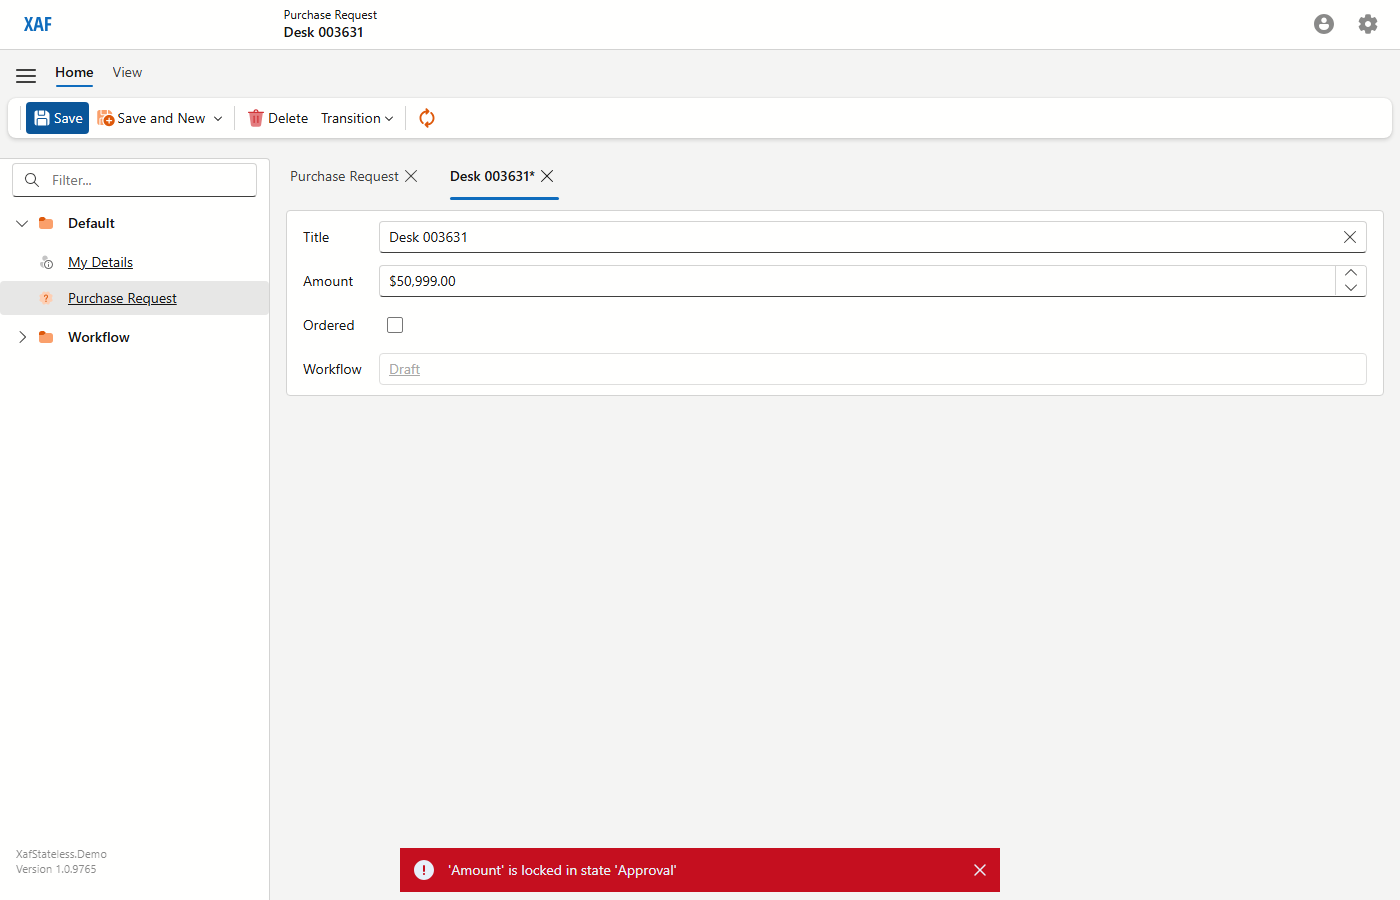 XAF
Purchase Request
Desk 003631
Home View
Save Save and New Delete Transition
Filter...
Default
My Details
Purchase Request
Workflow
Purchase Request Desk 003631*
Title Desk 003631
Amount $50,999.00
Ordered
Workflow Draft
XafStateless.Demo
Version 1.0.9765
'Amount' is locked in state 'Approval'